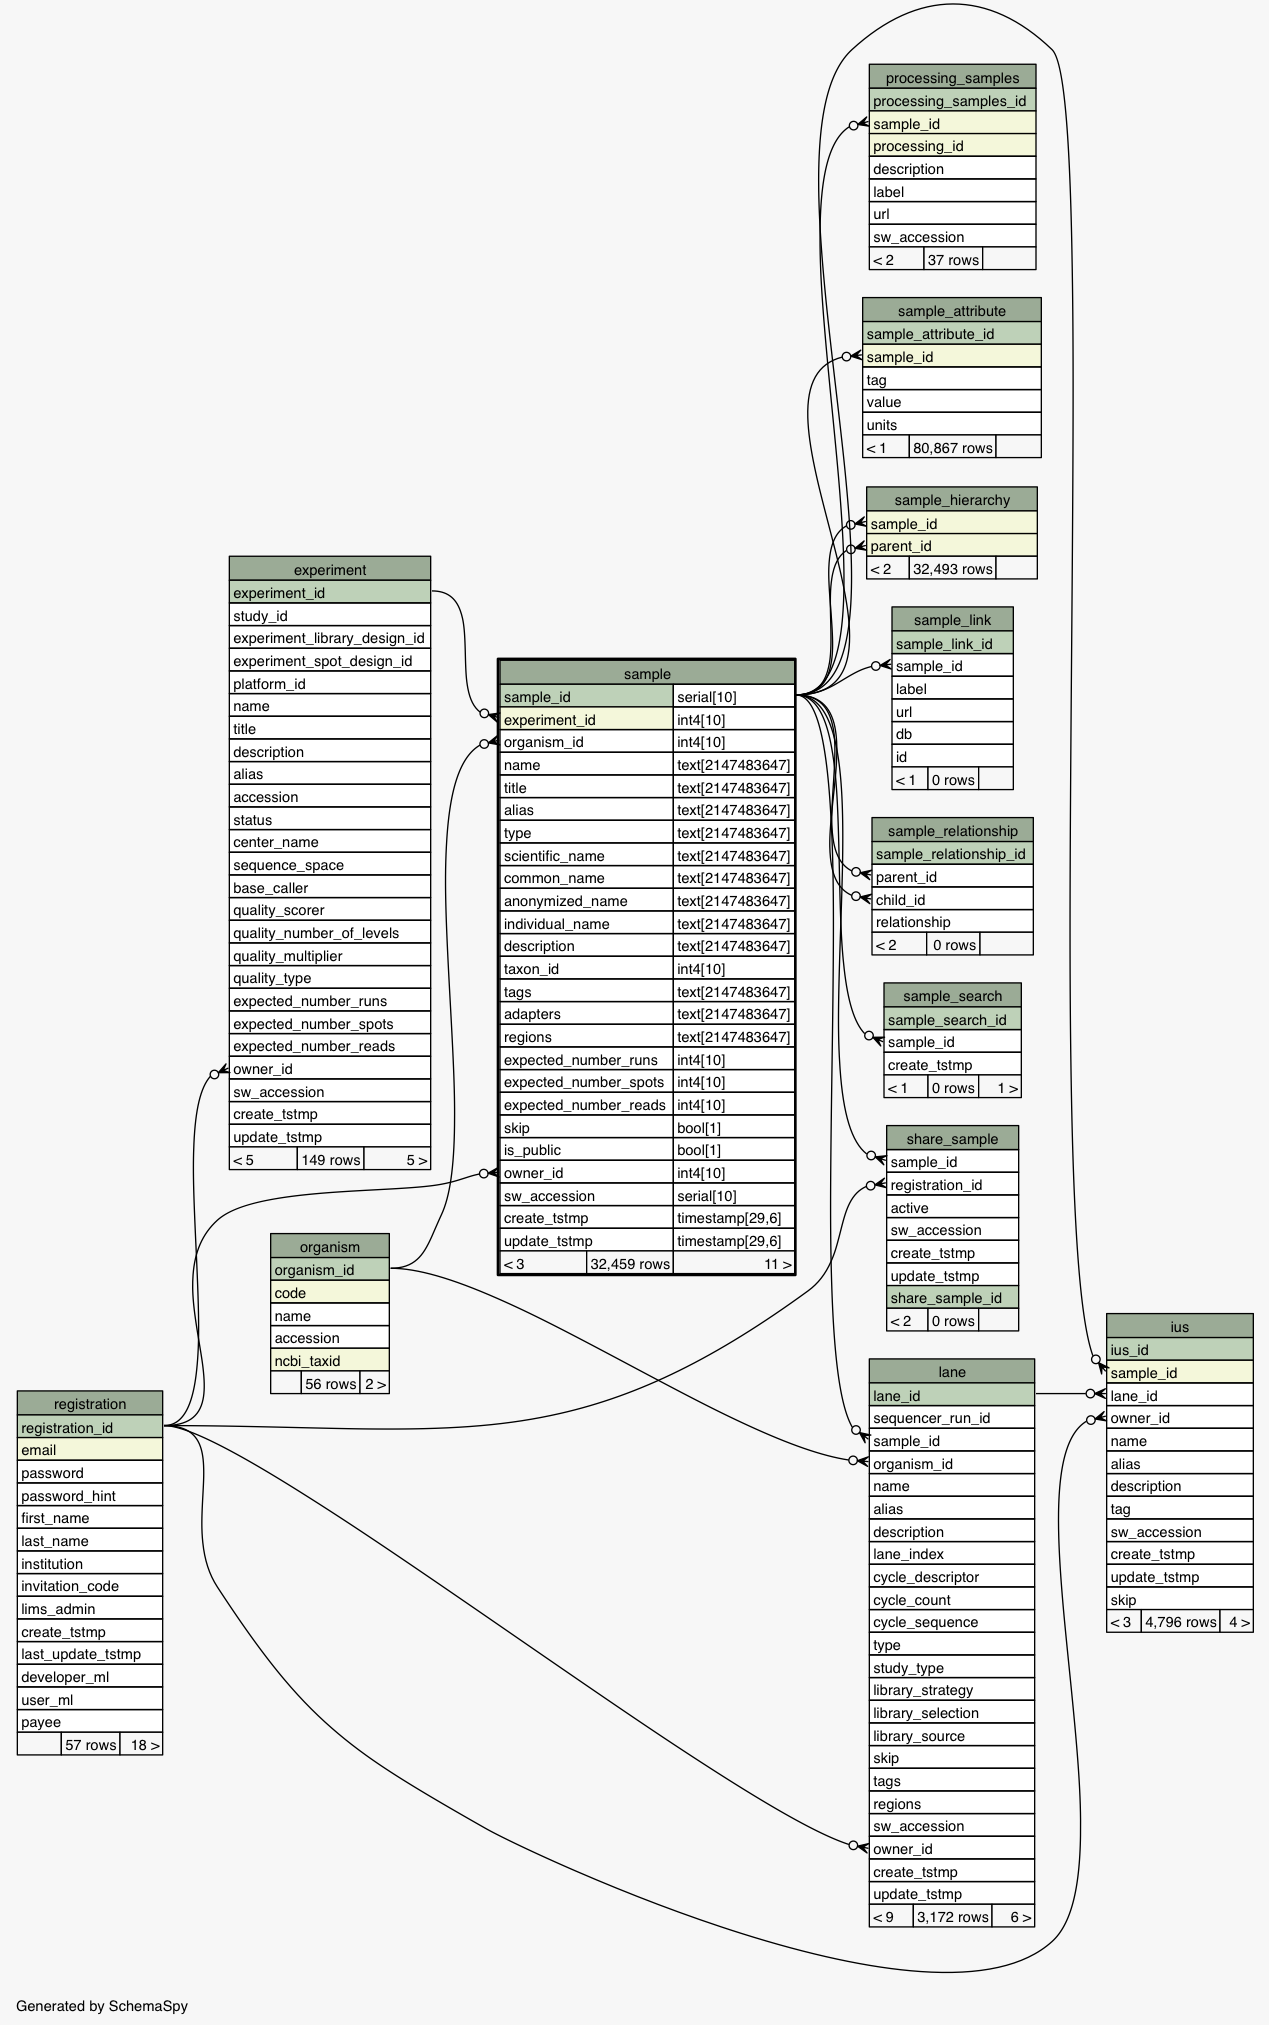 processing_samples
processing_samples_id
sample_id
processing_id
description
label
url
sw_accession
< 2 37 rows
sample_attribute
sample_attribute_id
sample_id
tag
value
units
< 1 80,867 rows
sample_hierarchy
sample_id
parent_id
< 2 32,493 rows
sample_link
sample_link_id
sample_id
label
url
db
id
< 1 0 rows
sample_relationship
sample_relationship_id
parent_id
child_id
relationship
< 2 0 rows
sample_search
sample_search_id
sample_id
create_tstmp
< 1 0 rows 1 >
share_sample
sample_id
registration_id
active
sw_accession
create_tstmp
update_tstmp
share_sample_id
< 2 0 rows
experiment
experiment_id
study_id
experiment_library_design_id
experiment_spot_design_id
platform_id
name
title
description
alias
accession
status
center_name
sequence_space
base_caller
quality_scorer
quality_number_of_levels
quality_multiplier
quality_type
expected_number_runs
expected_number_spots
expected_number_reads
owner_id
sw_accession
create_tstmp
update_tstmp
< 5 149 rows 5 >
sample
sample_id serial[10]
experiment_id int4[10]
organism_id int4[10]
name text[2147483647]
title text[2147483647]
alias text[2147483647]
type text[2147483647]
scientific_name text[2147483647]
common_name text[2147483647]
anonymized_name text[2147483647]
individual_name text[2147483647]
description text[2147483647]
taxon_id int4[10]
tags text[2147483647]
adapters text[2147483647]
regions text[2147483647]
expected_number_runs int4[10]
expected_number_spots int4[10]
expected_number_reads int4[10]
skip bool[1]
is_public bool[1]
owner_id int4[10]
sw_accession serial[10]
create_tstmp timestamp[29,6]
update_tstmp timestamp[29,6]
< 3 32,459 rows 11 >
organism
organism_id
code
name
accession
ncbi_taxid
56 rows 2 >
registration
registration_id
email
password
password_hint
first_name
last_name
institution
invitation_code
lims_admin
create_tstmp
last_update_tstmp
developer_ml
user_ml
payee
57 rows 18 >
lane
lane_id
sequencer_run_id
sample_id
organism_id
name
alias
description
lane_index
cycle_descriptor
cycle_count
cycle_sequence
type
study_type
library_strategy
library_selection
library_source
skip
tags
regions
sw_accession
owner_id
create_tstmp
update_tstmp
< 9 3,172 rows 6 >
ius
ius_id
sample_id
lane_id
owner_id
name
alias
description
tag
sw_accession
create_tstmp
update_tstmp
skip
< 3 4,796 rows 4 >
Generated by SchemaSpy